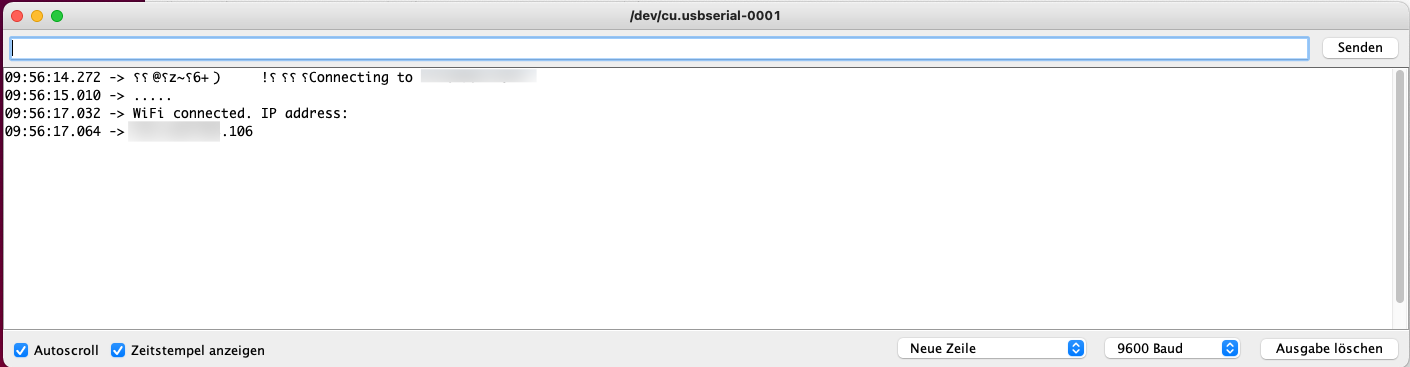 /dev/cu.usbserial-0001
Senden
09:56:14.272 -> ⸮⸮@⸮z~⸮6+) !⸮⸮⸮⸮Connecting to
09:56:15.010 -> .....
09:56:17.032 -> WiFi connected. IP address:
09:56:17.064 -> .106
Autoscroll Zeitstempel anzeigen Neue Zeile 9600 Baud Ausgabe löschen